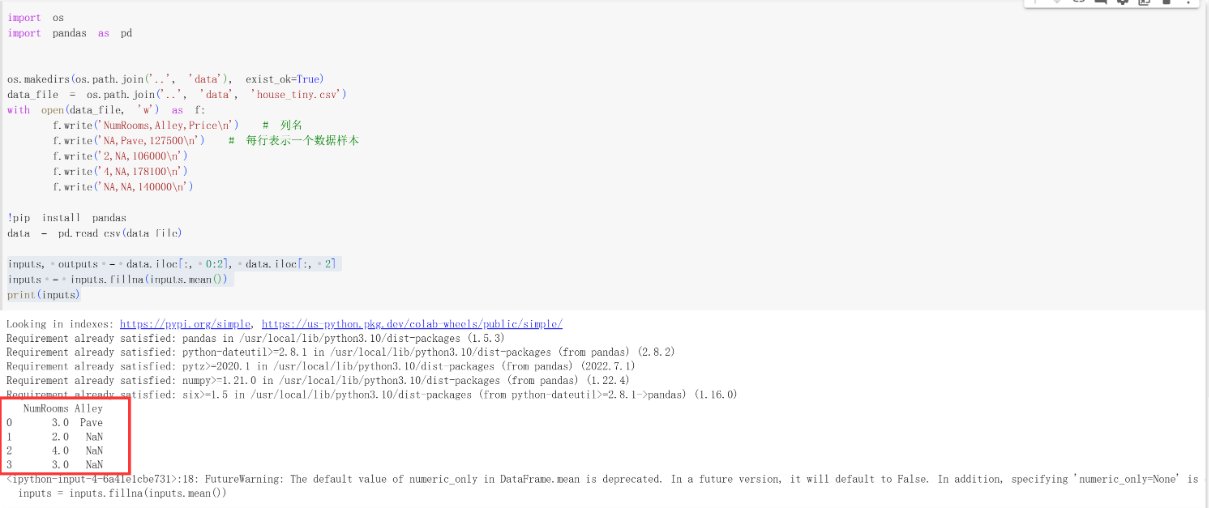 import os
import pandas as pd
os.makedirs(os.path.join('..', 'data'), exist_ok=True)
data_file = os.path.join('..', 'data', 'house_tiny.csv')
with open(data_file, 'w') as f:
f.write('NumRooms,Alley,Price\n') # 列名
f.write('NA,Pave,127500\n') # 每行表示一个数据样本
f.write('2,NA,106000\n')
f.write('4,NA,178100\n')
f.write('NA,NA,140000\n')
!pip install pandas
data = pd.read_csv(data_file)
inputs, outputs = data.iloc[:, 0:2], data.iloc[:, 2]
inputs = inputs.fillna(inputs.mean())
print(inputs)
Looking in indexes: https://pypi.org/simple, https://us-python.pkg.dev/colab-wheels/public/simple/
Requirement already satisfied: pandas in /usr/local/lib/python3.10/dist-packages (1.5.3)
Requirement already satisfied: python-dateutil>=2.8.1 in /usr/local/lib/python3.10/dist-packages (from pandas) (2.8.2)
Requirement already satisfied: pytz>=2020.1 in /usr/local/lib/python3.10/dist-packages (from pandas) (2022.7.1)
Requirement already satisfied: numpy>=1.21.0 in /usr/local/lib/python3.10/dist-packages (from pandas) (1.22.4)
Requirement already satisfied: six>=1.5 in /usr/local/lib/python3.10/dist-packages (from python-dateutil>=2.8.1->pandas) (1.16.0)
NumRooms Alley
0 3.0 Pave
1 2.0 NaN
2 4.0 NaN
3 3.0 NaN
<ipython-input-4-6a41e1cbe731>:18: FutureWarning: The default value of numeric_only in DataFrame.mean is deprecated. In a future version, it will default to False. In addition, specifying 'numeric_only=None' is
inputs = inputs.fillna(inputs.mean())